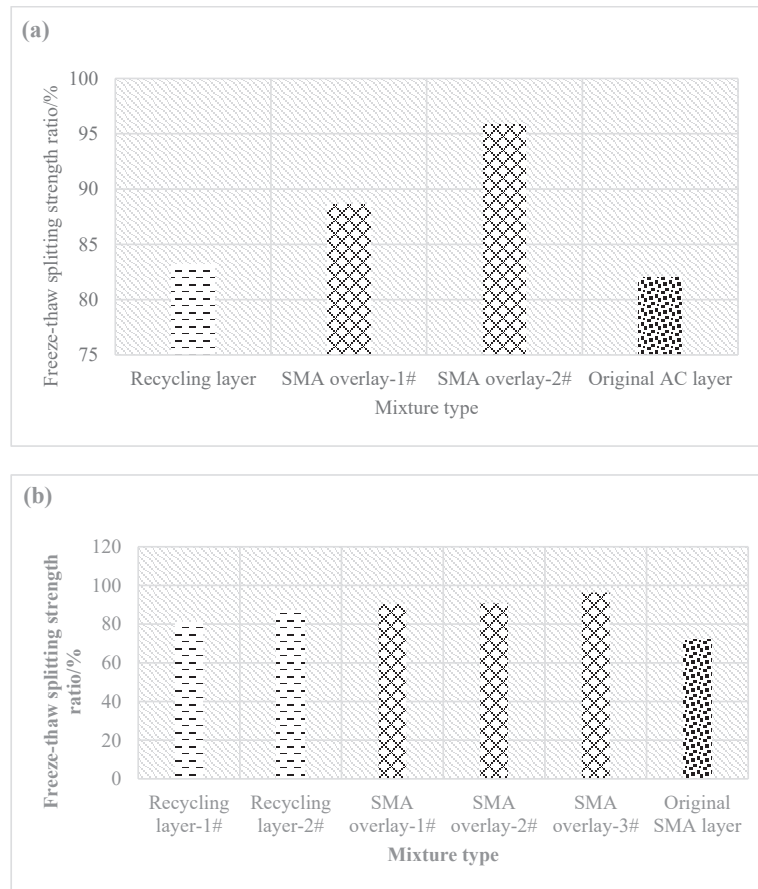 (a)
Freeze-thaw splitting strength
ratio/%
100
95
90
85
80
75
Recycling layer SMA overlay-1# SMA overlay-2# Original AC layer
Mixture type
(b)
Freeze-thaw splitting strength
ratio/%
120
100
80
60
40
20
0
Recycling SMA Recycling SMA SMA Original
layer-1# layer-2# overlay-1# overlay-2# overlay-3# SMA layer
Mixture type